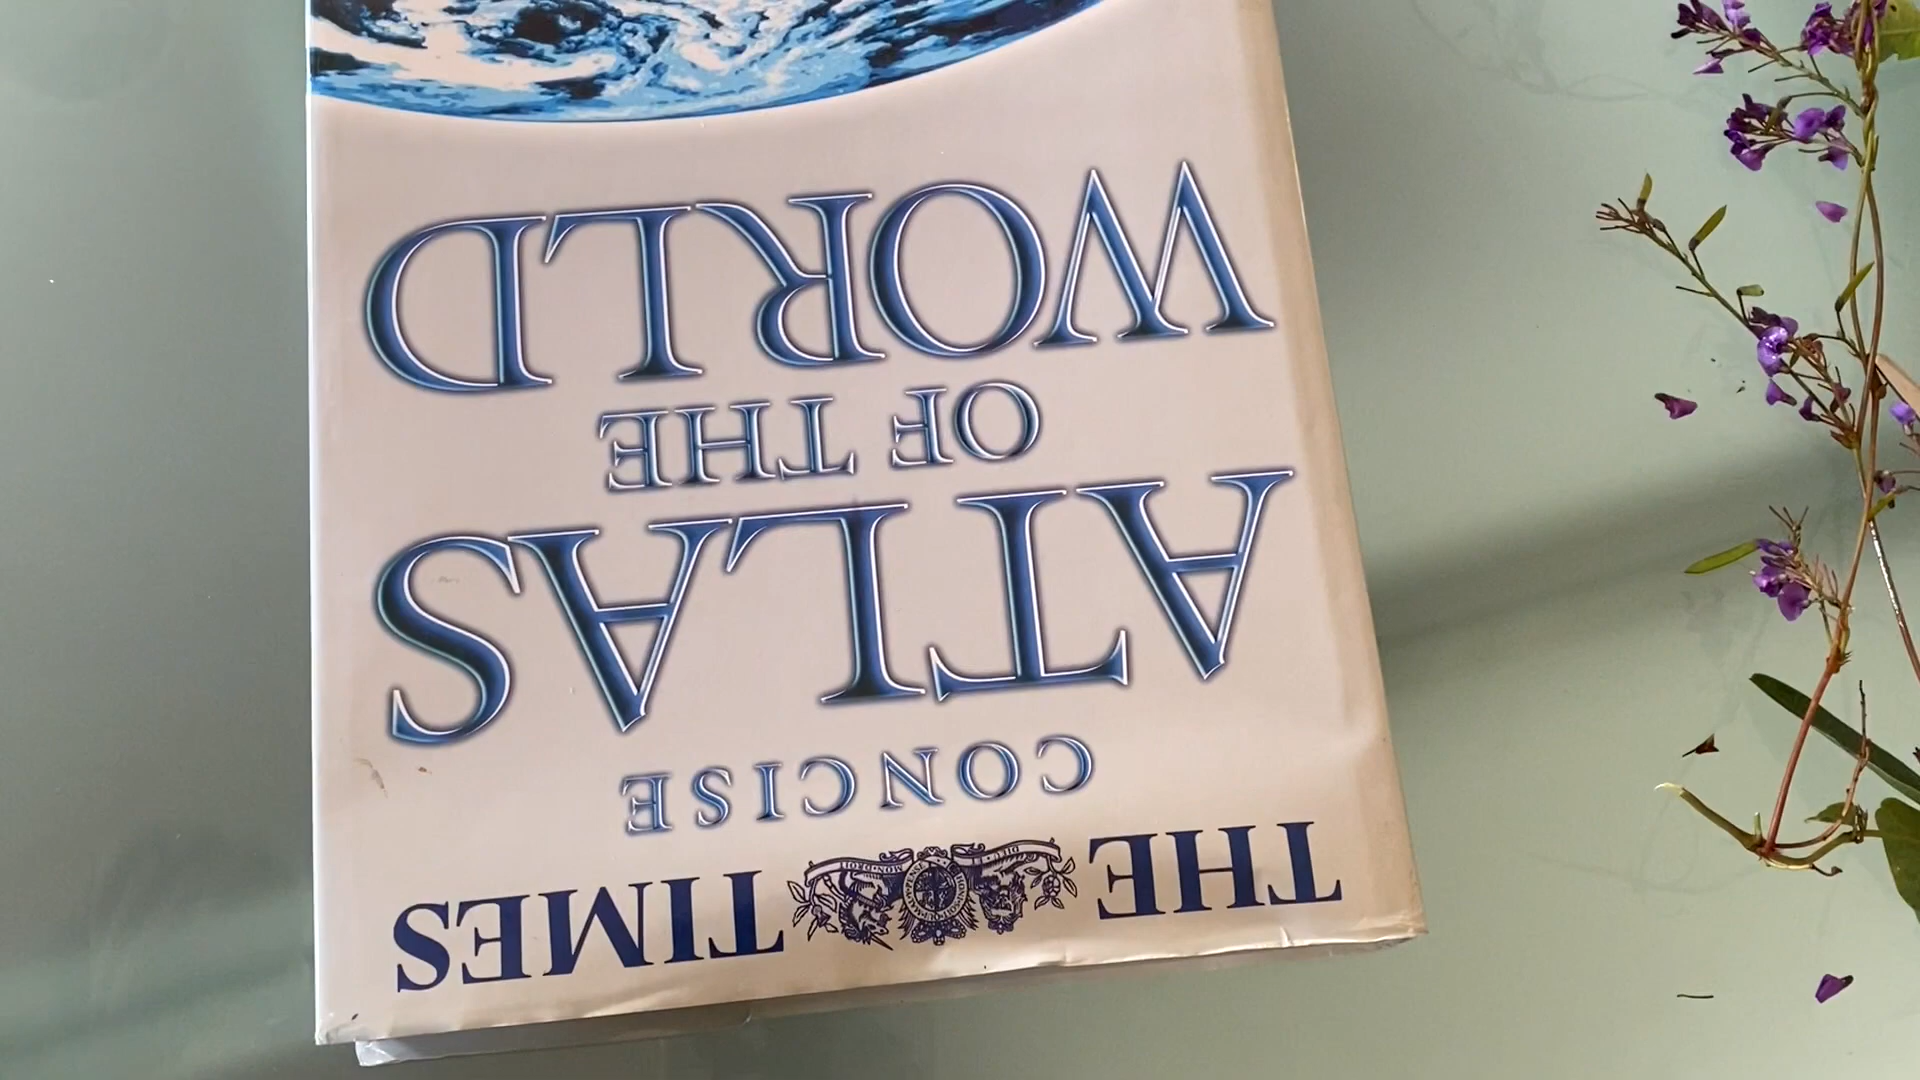 THE TIMES
CONCISE
ATLAS
OF THE
WORLD